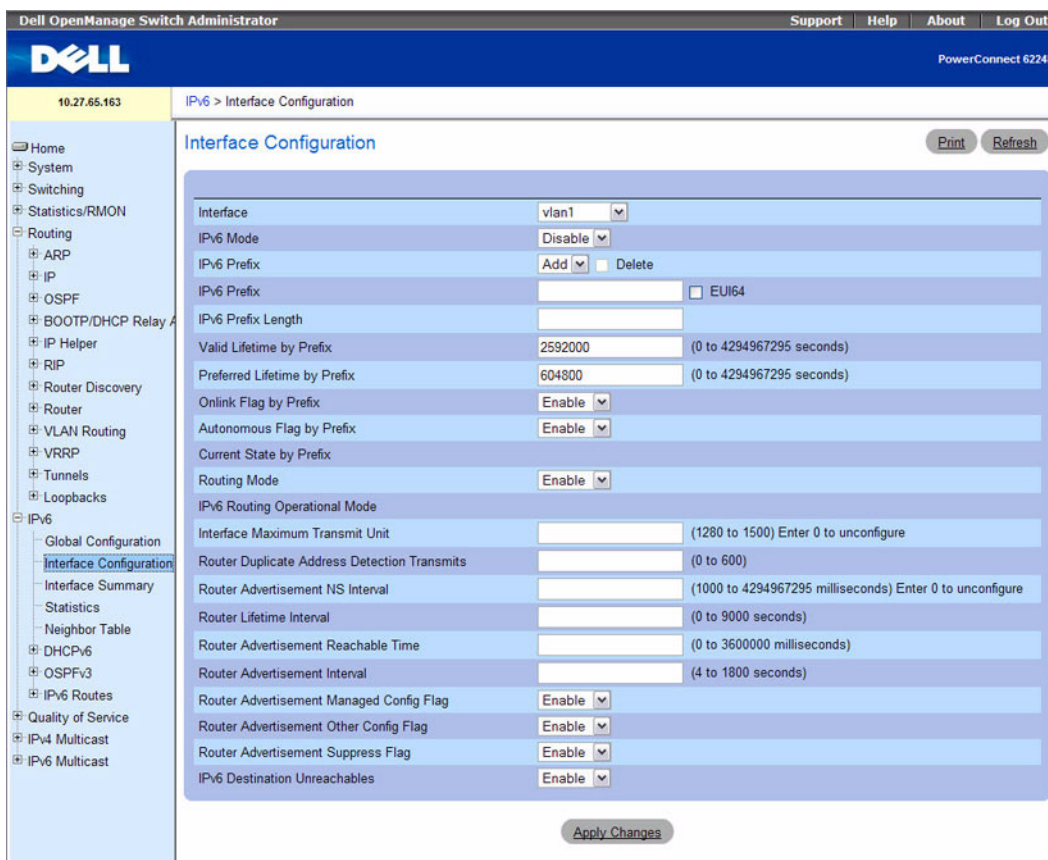 Dell OpenManage Switch Administrator
Support Help About Log Out
DELL
PowerConnect 6224
10.27.65.163
IPv6 > Interface Configuration
Home
System
Switching
Statistics/RMON
Routing
ARP
IP
OSPF
BOOTP/DHCP Relay A
IP Helper
RIP
Router Discovery
Router
VLAN Routing
VRRP
Tunnels
Loopbacks
IPv6
Global Configuration
Interface Configuration
Interface Summary
Statistics
Neighbor Table
DHCPv6
OSPFv3
IPv6 Routes
Quality of Service
IPv4 Multicast
IPv6 Multicast
Interface Configuration
Print Refresh
Interface vlan1
IPv6 Mode Disable
IPv6 Prefix Add Delete
IPv6 Prefix EUI64
IPv6 Prefix Length
Valid Lifetime by Prefix 2592000 (0 to 4294967295 seconds)
Preferred Lifetime by Prefix 604800 (0 to 4294967295 seconds)
Onlink Flag by Prefix Enable
Autonomous Flag by Prefix Enable
Current State by Prefix
Routing Mode Enable
IPv6 Routing Operational Mode
Interface Maximum Transmit Unit (1280 to 1500) Enter 0 to unconfigure
Router Duplicate Address Detection Transmits (0 to 600)
Router Advertisement NS Interval (1000 to 4294967295 milliseconds) Enter 0 to unconfigure
Router Lifetime Interval (0 to 9000 seconds)
Router Advertisement Reachable Time (0 to 3600000 milliseconds)
Router Advertisement Interval (4 to 1800 seconds)
Router Advertisement Managed Config Flag Enable
Router Advertisement Other Config Flag Enable
Router Advertisement Suppress Flag Enable
IPv6 Destination Unreachables Enable
Apply Changes